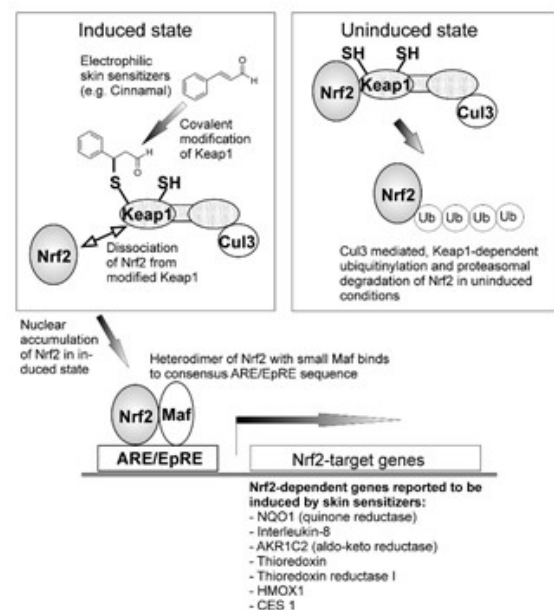 Induced state
Electrophilic
skin sensitizers
(e.g. Cinnamal)
H
O
Covalent
modification
of Keap1
H
O
S
SH
Keap1
Cul3
Nrf2
Dissociation
of Nrf2 from
modified Keap1
Uninduced state
SH SH
Nrf2
Keap1
Cul3
Nrf2
Ub Ub Ub Ub
Cul3 mediated, Keap1-dependent
ubiquitinylation and proteasomal
degradation of Nrf2 in uninduced
conditions
Nuclear
accumulation
of Nrf2 in in-
duced state
Heterodimer of Nrf2 with small Maf binds
to consensus ARE/EpRE sequence
Nrf2 Maf
ARE/EpRE
Nrf2-target genes
Nrf2-dependent genes reported to be
induced by skin sensitizers:
- NQO1 (quinone reductase)
- Interleukin-8
- AKR1C2 (aldo-keto reductase)
- Thioredoxin
- Thioredoxin reductase I
- HMOX1
- CES 1